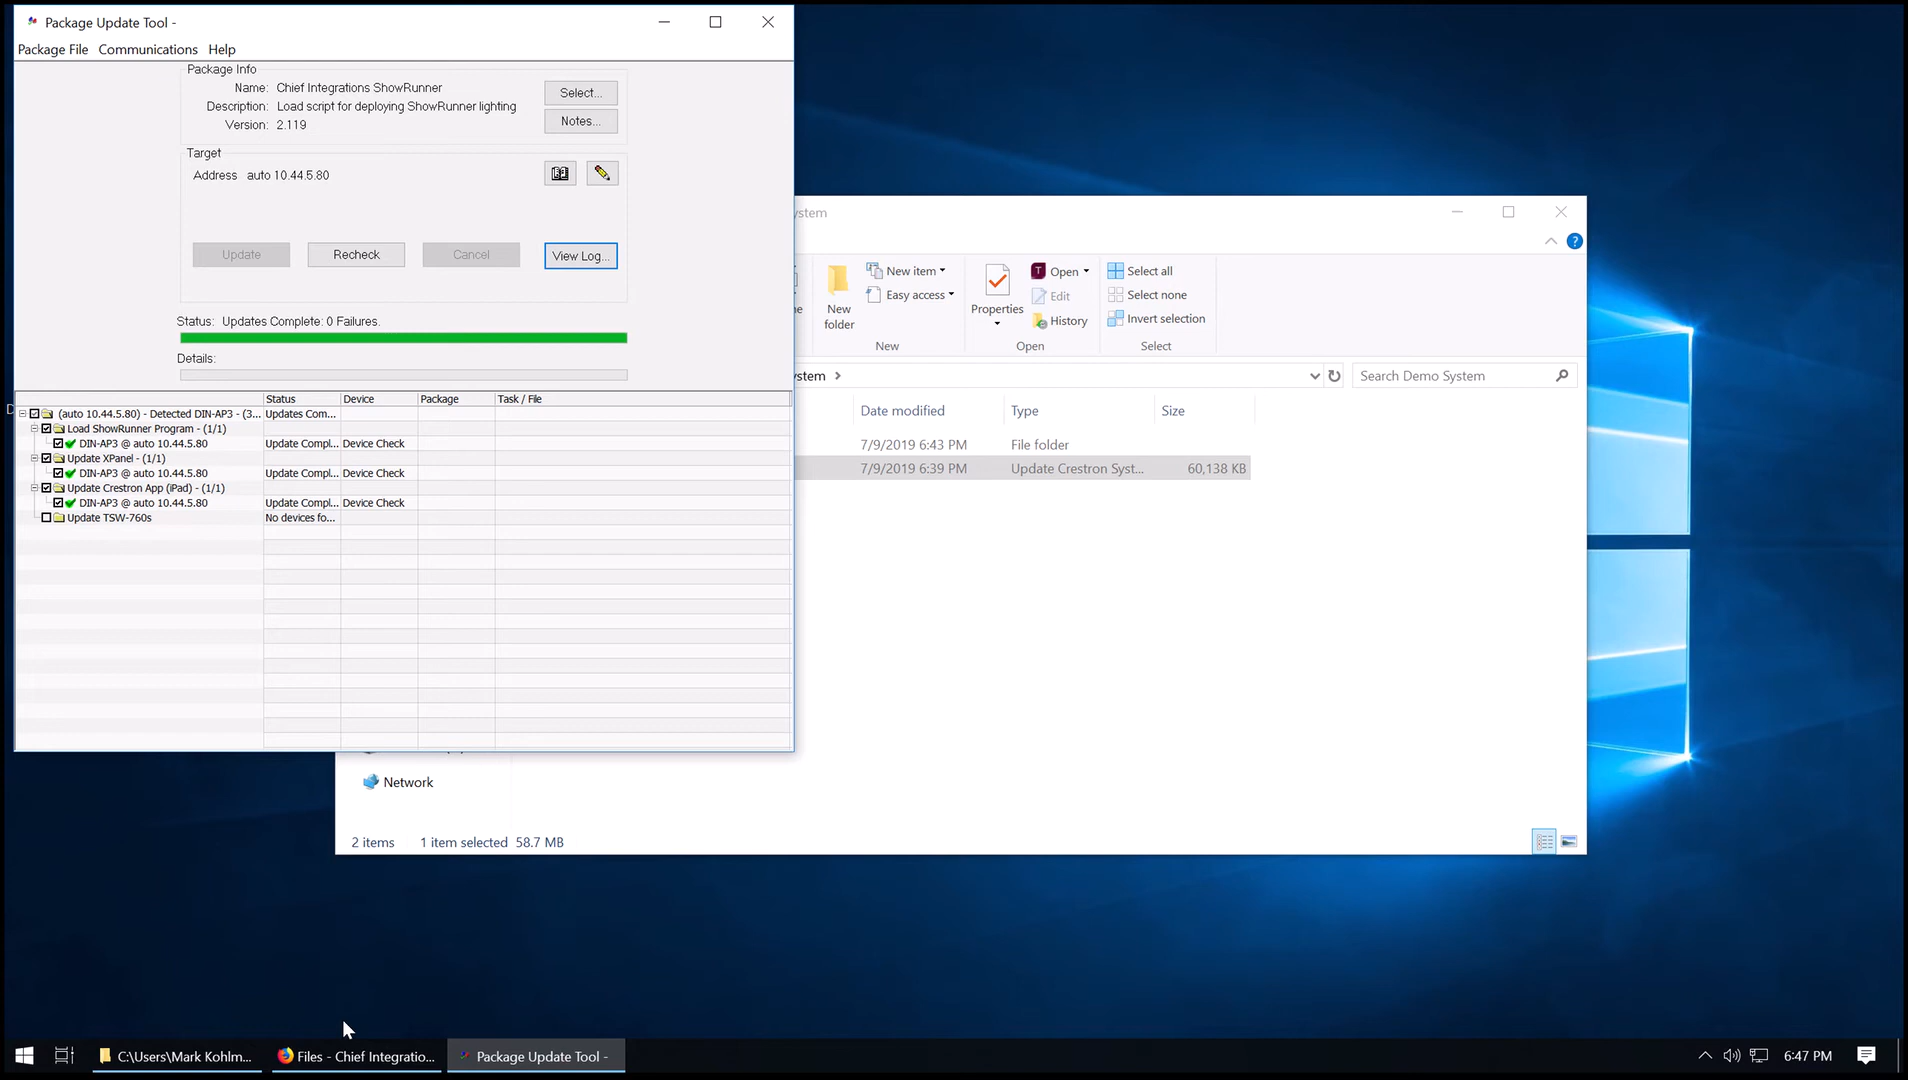 Package Update Tool -
Package File Communications Help
Package Info
Name: Chief Integrations ShowRunner
Select...
Description: Load script for deploying ShowRunner lighting
Version: 2.119
Notes...
Target
Address auto 10.44.5.80
Update Recheck Cancel View Log...
Status: Updates Complete: 0 Failures.
Details:
Status Device Package Task / File
(auto 10.44.5.80) - Detected DIN-AP3 - (3... Updates Com...
Load ShowRunner Program - (1/1)
DIN-AP3 @ auto 10.44.5.80 Update Compl... Device Check
Update XPanel - (1/1)
DIN-AP3 @ auto 10.44.5.80 Update Compl... Device Check
Update Crestron App (iPad) - (1/1)
DIN-AP3 @ auto 10.44.5.80 Update Compl... Device Check
Update TSW-760s No devices fo...
ystem
New item
Easy access
New folder
New
Properties
Open
Edit
History
Open
Select all
Select none
Invert selection
Select
ystem
Search Demo System
Date modified Type Size
7/9/2019 6:43 PM File folder
7/9/2019 6:39 PM Update Crestron Syst... 60,138 KB
Network
2 items 1 item selected 58.7 MB
C:\Users\Mark Kohlm... Files - Chief Integratio... Package Update Tool - 6:47 PM